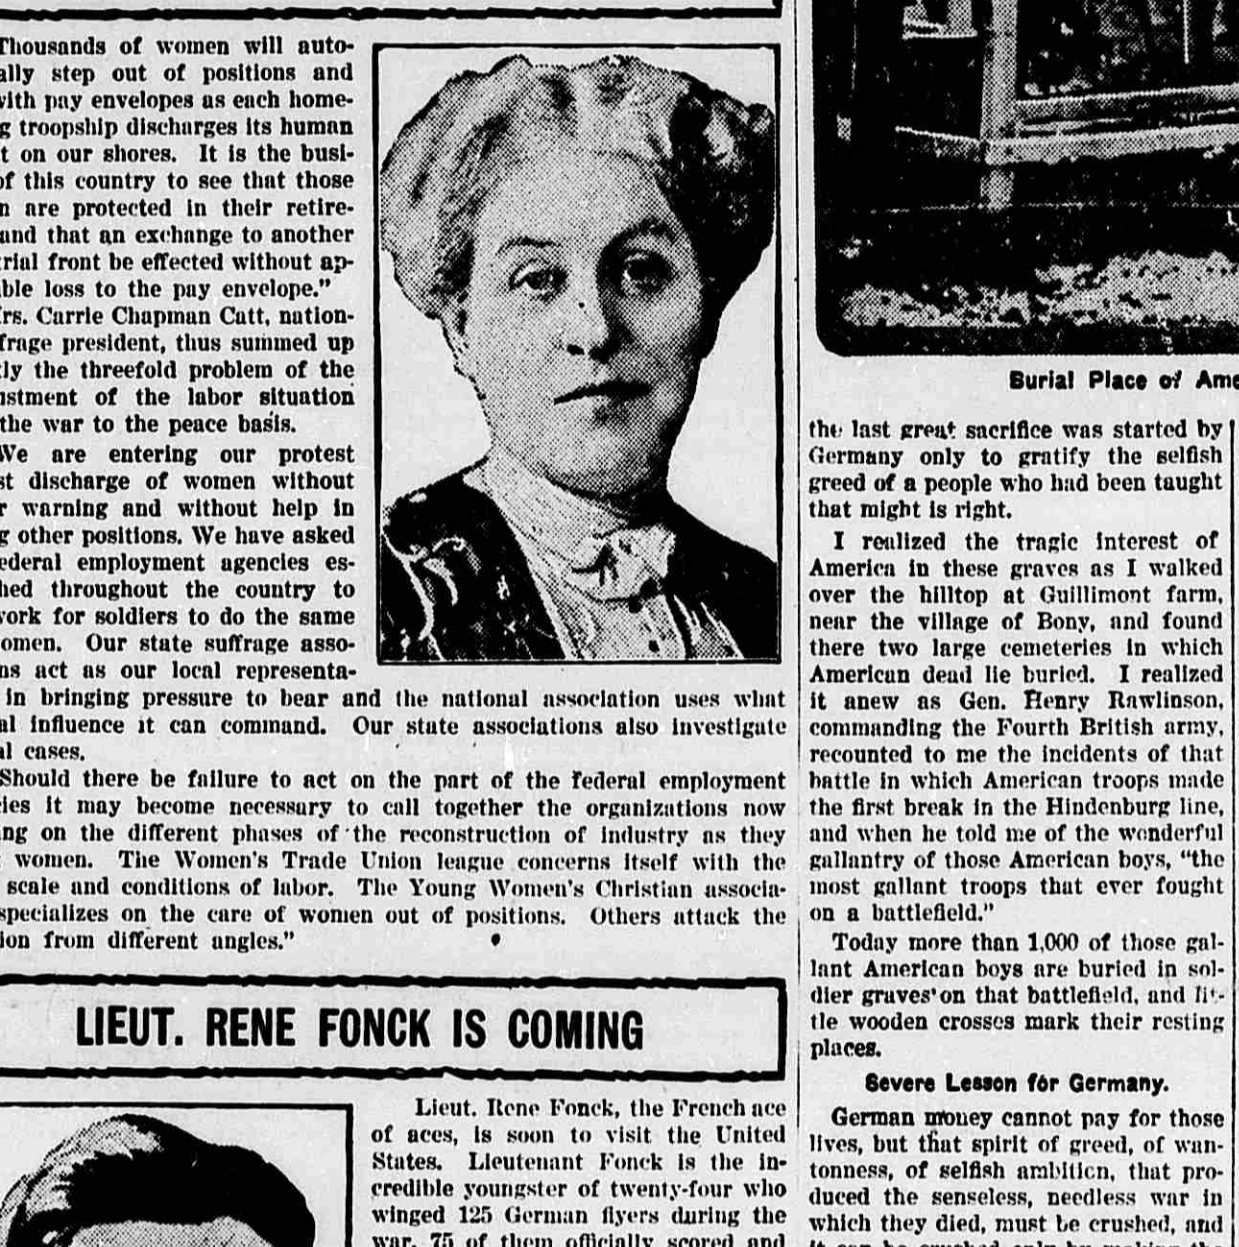 Thousands of women will auto-
ally step out of positions and
with pay envelopes as each home-
g troopship discharges its human
t on our shores. It is the busi-
of this country to see that those
n are protected in their retire-
and that an exchange to another
trial front be effected without ap-
ble loss to the pay envelope."
rs. Carrie Chapman Catt, nation-
frage president, thus summed up
tly the threefold problem of the
ustment of the labor situation
the war to the peace basis.
We are entering our protest
st discharge of women without
r warning and without help in
g other positions. We have asked
ederal employment agencies es-
hed throughout the country to
work for soldiers to do the same
omen. Our state suffrage asso-
ns act as our local representa-
in bringing pressure to bear and the national association uses what
al influence it can command. Our state associations also investigate
al cases.
Should there be failure to act on the part of the federal employment
cies it may become necessary to call together the organizations now
ing on the different phases of the reconstruction of industry as they
women. The Women's Trade Union league concerns itself with the
scale and conditions of labor. The Young Women's Christian associa-
specializes on the care of women out of positions. Others attack the
ion from different angles."
LIEUT. RENE FONCK IS COMING
Lieut. Rene Fonck, the French ace
of aces, is soon to visit the United
States. Lieutenant Fonck is the in-
credible youngster of twenty-four who
winged 125 German flyers during the
war, 75 of them officially scored and
Burial Place of Ame
the last great sacrifice was started by
Germany only to gratify the selfish
greed of a people who had been taught
that might is right.
I realized the tragic interest of
America in these graves as I walked
over the hilltop at Guillimont farm,
near the village of Bony, and found
there two large cemeteries in which
American dead lie buried. I realized
it anew as Gen. Henry Rawlinson,
commanding the Fourth British army,
recounted to me the incidents of that
battle in which American troops made
the first break in the Hindenburg line,
and when he told me of the wonderful
gallantry of those American boys, "the
most gallant troops that ever fought
on a battlefield."
Today more than 1,000 of those gal-
lant American boys are buried in sol-
dier graves on that battlefield, and lit-
tle wooden crosses mark their resting
places.
Severe Lesson for Germany.
German money cannot pay for those
lives, but that spirit of greed, of wan-
tonness, of selfish ambition, that pro-
duced the senseless, needless war in
which they died, must be crushed, and
it can be crushed only by making the